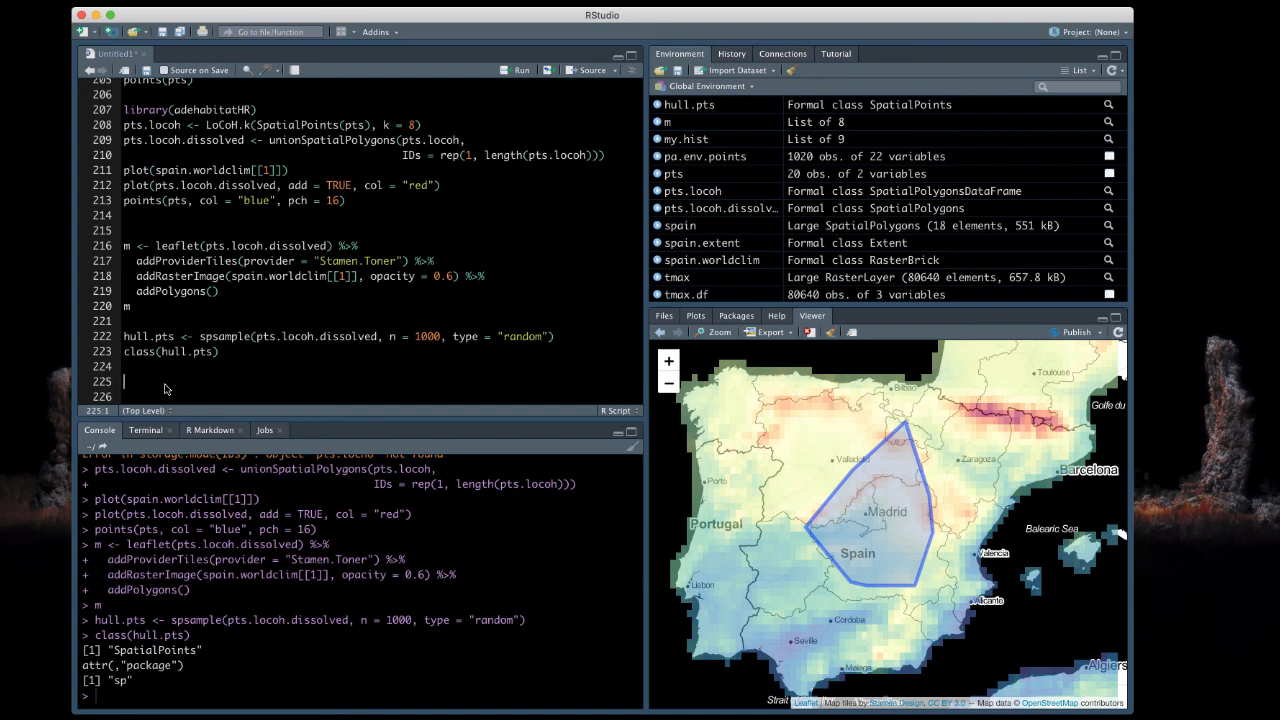 RStudio
Go to file/function
Addins
Project: (None)
Untitled1*
Source on Save
Run
Source
205 points(pts)
206
207 library(adehabitatHR)
208 pts.locoh <- LoCoH.k(SpatialPoints(pts), k = 8)
209 pts.locoh.dissolved <- unionSpatialPolygons(pts.locoh,
210 IDs = rep(1, length(pts.locoh)))
211 plot(spain.worldclim[[1]])
212 plot(pts.locoh.dissolved, add = TRUE, col = "red")
213 points(pts, col = "blue", pch = 16)
214
215
216 m <- leaflet(pts.locoh.dissolved) %>%
217 addProviderTiles(provider = "Stamen.Toner") %>%
218 addRasterImage(spain.worldclim[[1]], opacity = 0.6) %>%
219 addPolygons()
220 m
221
222 hull.pts <- spsample(pts.locoh.dissolved, n = 1000, type = "random")
223 class(hull.pts)
224
225
226
225:1 (Top Level) R Script
Console Terminal R Markdown Jobs
~/
pts.locoh.dissolved <- unionSpatialPolygons(pts.locoh,
+ IDs = rep(1, length(pts.locoh)))
> plot(spain.worldclim[[1]])
> plot(pts.locoh.dissolved, add = TRUE, col = "red")
> points(pts, col = "blue", pch = 16)
> m <- leaflet(pts.locoh.dissolved) %>%
+ addProviderTiles(provider = "Stamen.Toner") %>%
+ addRasterImage(spain.worldclim[[1]], opacity = 0.6) %>%
+ addPolygons()
> m
> hull.pts <- spsample(pts.locoh.dissolved, n = 1000, type = "random")
> class(hull.pts)
[1] "SpatialPoints"
attr(,"package")
[1] "sp"
>
Environment History Connections Tutorial
Import Dataset
List
Global Environment
hull.pts Formal class SpatialPoints
m List of 8
my.hist List of 9
pa.env.points 1020 obs. of 22 variables
pts 20 obs. of 2 variables
pts.locoh Formal class SpatialPolygonsDataFrame
pts.locoh.dissolv… Formal class SpatialPolygons
spain Large SpatialPolygons (18 elements, 551 kB)
spain.extent Formal class Extent
spain.worldclim Formal class RasterBrick
tmax Large RasterLayer (80640 elements, 657.8 kB)
tmax.df 80640 obs. of 3 variables
Files Plots Packages Help Viewer
Zoom Export Publish
+
−
Toulouse
Bilbao
Golfe du
Valladolid
Zaragoza
Barcelona
Porto
Madrid
Portugal
Balearic Sea
Spain
Valencia
Lisbon
Alicante
Cordoba
Seville
Malaga
Algiers
Strait
Leaflet | Map tiles by Stamen Design, CC BY 3.0 — Map data © OpenStreetMap contributors